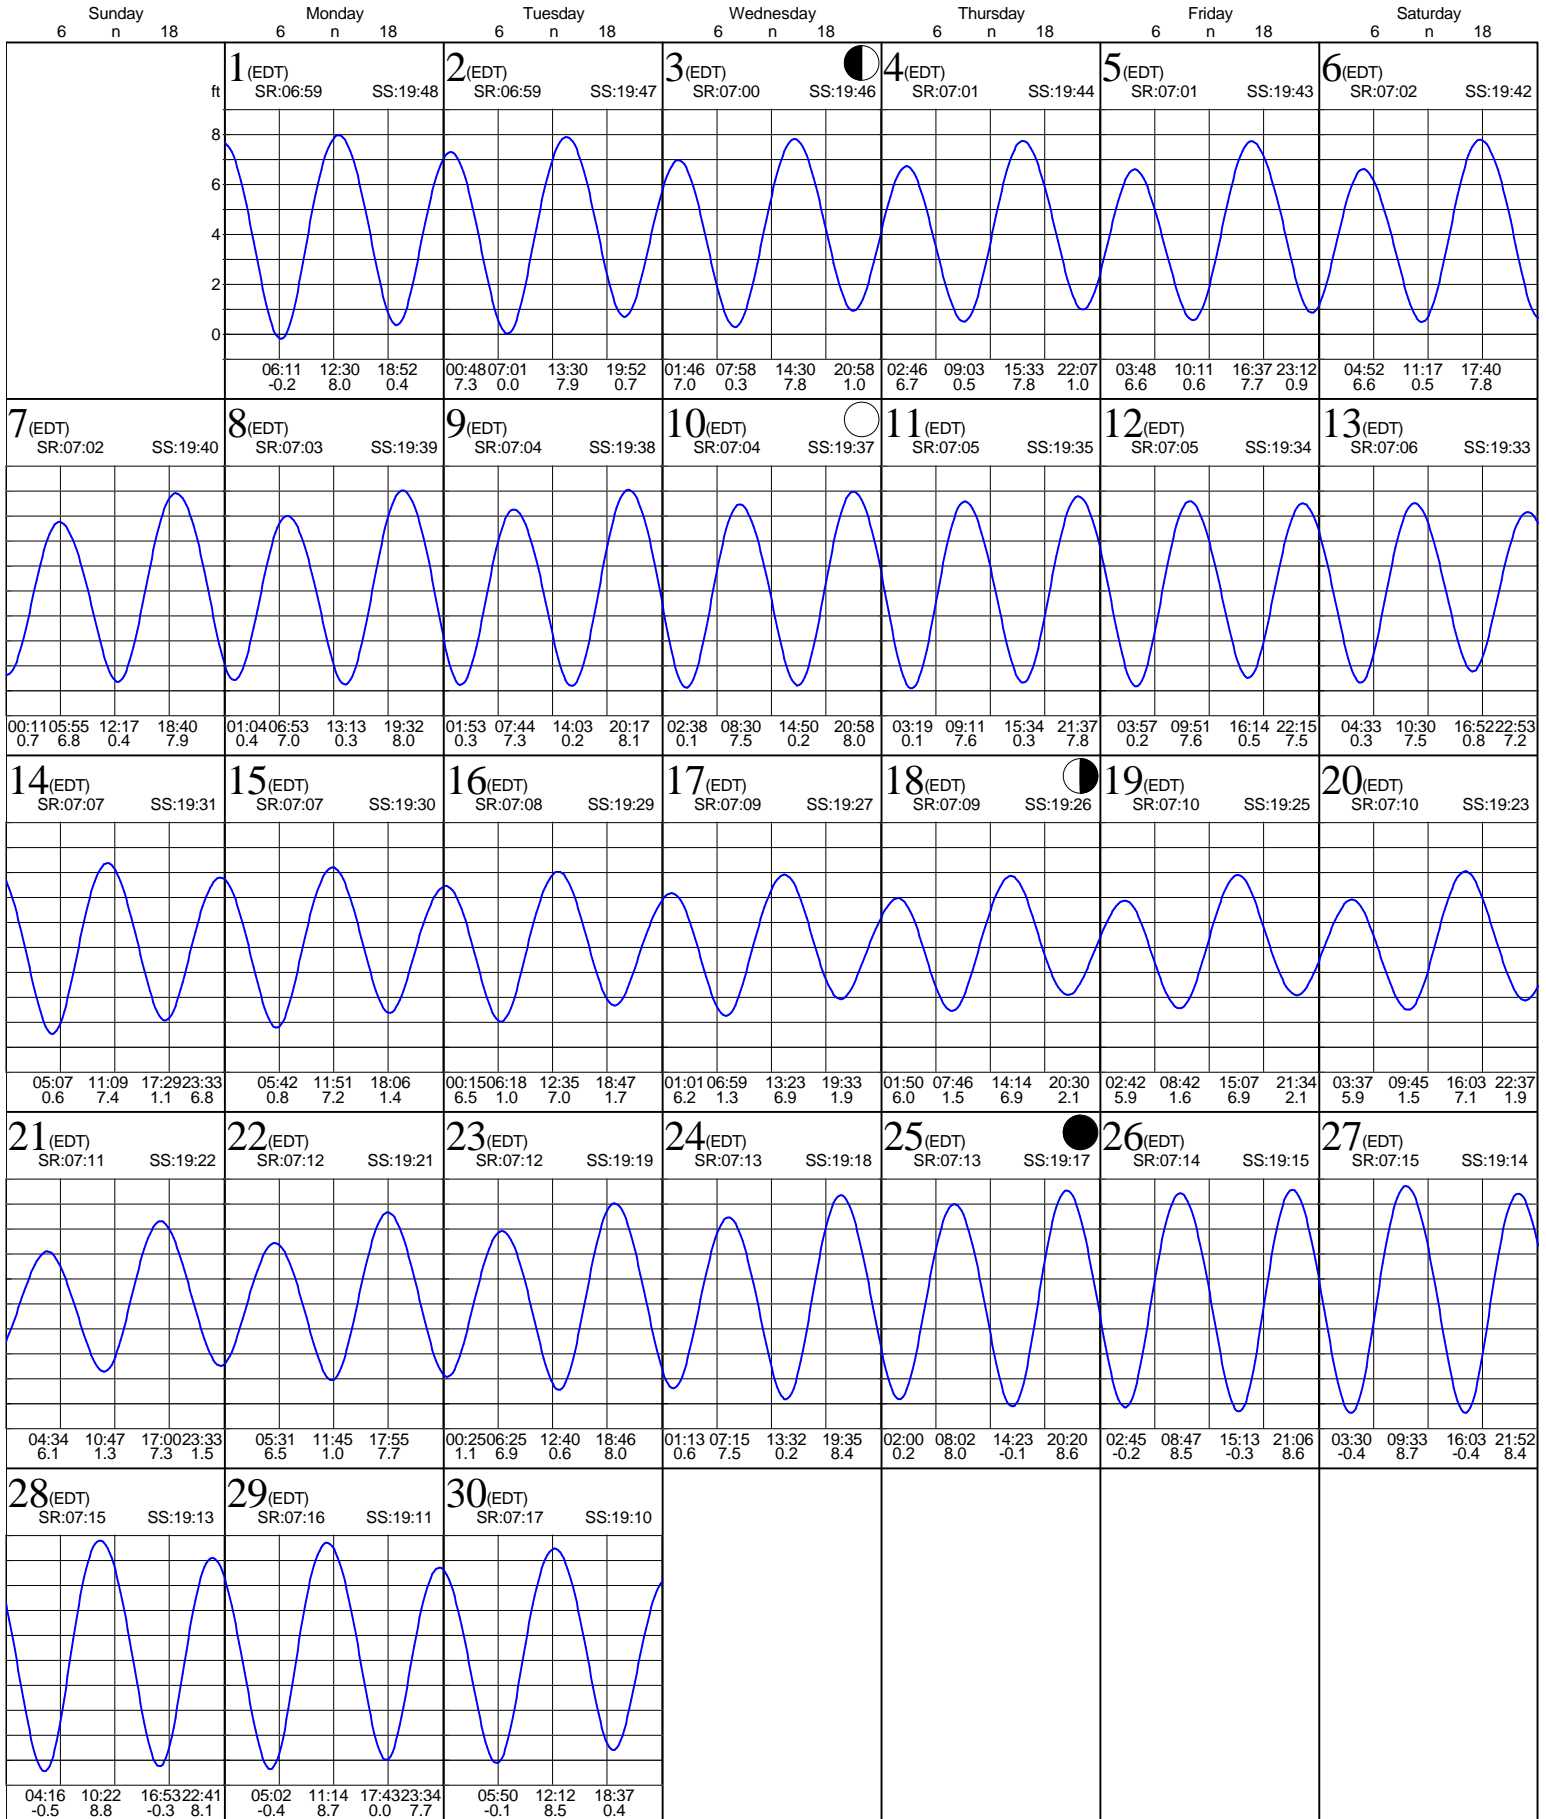 Sunday Monday Tuesday Wednesday Thursday Friday Saturday
6 n 18 6 n 18 6 n 18 6 n 18 6 n 18 6 n 18 6 n 18
1(EDT) 2(EDT) 3(EDT) 4(EDT) 5(EDT) 6(EDT)
ft SR:06:59 SS:19:48 SR:06:59 SS:19:47 SR:07:00 SS:19:46 SR:07:01 SS:19:44 SR:07:01 SS:19:43 SR:07:02 SS:19:42
8
6
4
2
0
06:11 12:30 18:52 00:48 07:01 13:30 19:52 01:46 07:58 14:30 20:58 02:46 09:03 15:33 22:07 03:48 10:11 16:37 23:12 04:52 11:17 17:40
-0.2 8.0 0.4 7.3 0.0 7.9 0.7 7.0 0.3 7.8 1.0 6.7 0.5 7.8 1.0 6.6 0.6 7.7 0.9 6.6 0.5 7.8
7(EDT) 8(EDT) 9(EDT) 10(EDT) 11(EDT) 12(EDT) 13(EDT)
SR:07:02 SS:19:40 SR:07:03 SS:19:39 SR:07:04 SS:19:38 SR:07:04 SS:19:37 SR:07:05 SS:19:35 SR:07:05 SS:19:34 SR:07:06 SS:19:33
00:11 05:55 12:17 18:40 01:04 06:53 13:13 19:32 01:53 07:44 14:03 20:17 02:38 08:30 14:50 20:58 03:19 09:11 15:34 21:37 03:57 09:51 16:14 22:15 04:33 10:30 16:52 22:53
0.7 6.8 0.4 7.9 0.4 7.0 0.3 8.0 0.3 7.3 0.2 8.1 0.1 7.5 0.2 8.0 0.1 7.6 0.3 7.8 0.2 7.6 0.5 7.5 0.3 7.5 0.8 7.2
14(EDT) 15(EDT) 16(EDT) 17(EDT) 18(EDT) 19(EDT) 20(EDT)
SR:07:07 SS:19:31 SR:07:07 SS:19:30 SR:07:08 SS:19:29 SR:07:09 SS:19:27 SR:07:09 SS:19:26 SR:07:10 SS:19:25 SR:07:10 SS:19:23
05:07 11:09 17:29 23:33 05:42 11:51 18:06 00:15 06:18 12:35 18:47 01:01 06:59 13:23 19:33 01:50 07:46 14:14 20:30 02:42 08:42 15:07 21:34 03:37 09:45 16:03 22:37
0.6 7.4 1.1 6.8 0.8 7.2 1.4 6.5 1.0 7.0 1.7 6.2 1.3 6.9 1.9 6.0 1.5 6.9 2.1 5.9 1.6 6.9 2.1 5.9 1.5 7.1 1.9
21(EDT) 22(EDT) 23(EDT) 24(EDT) 25(EDT) 26(EDT) 27(EDT)
SR:07:11 SS:19:22 SR:07:12 SS:19:21 SR:07:12 SS:19:19 SR:07:13 SS:19:18 SR:07:13 SS:19:17 SR:07:14 SS:19:15 SR:07:15 SS:19:14
04:34 10:47 17:00 23:33 05:31 11:45 17:55 00:25 06:25 12:40 18:46 01:13 07:15 13:32 19:35 02:00 08:02 14:23 20:20 02:45 08:47 15:13 21:06 03:30 09:33 16:03 21:52
6.1 1.3 7.3 1.5 6.5 1.0 7.7 1.1 6.9 0.6 8.0 0.6 7.5 0.2 8.4 0.2 8.0 -0.1 8.6 -0.2 8.5 -0.3 8.6 -0.4 8.7 -0.4 8.4
28(EDT) 29(EDT) 30(EDT)
SR:07:15 SS:19:13 SR:07:16 SS:19:11 SR:07:17 SS:19:10
04:16 10:22 16:53 22:41 05:02 11:14 17:43 23:34 05:50 12:12 18:37
-0.5 8.8 -0.3 8.1 -0.4 8.7 0.0 7.7 -0.1 8.5 0.4